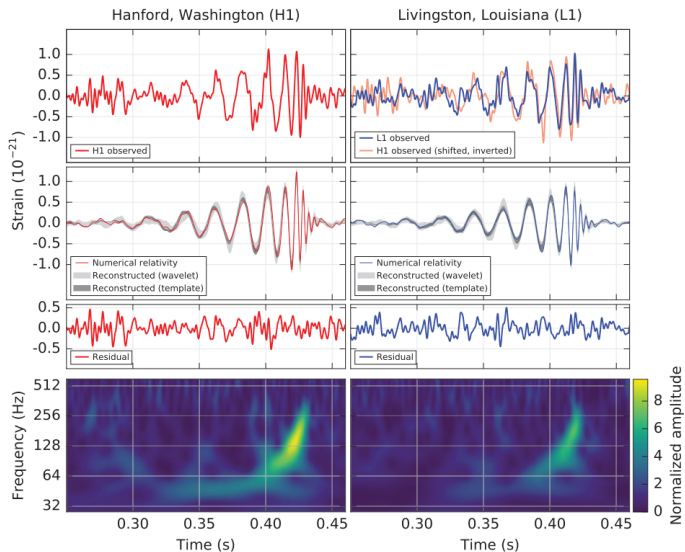 Hanford, Washington (H1)
Livingston, Louisiana (L1)
Strain (10⁻²¹)
1.0
0.5
0.0
-0.5
-1.0
H1 observed
L1 observed
H1 observed (shifted, inverted)
1.0
0.5
0.0
-0.5
-1.0
Numerical relativity
Reconstructed (wavelet)
Reconstructed (template)
Numerical relativity
Reconstructed (wavelet)
Reconstructed (template)
0.5
0.0
-0.5
Residual
Residual
Frequency (Hz)
512
256
128
64
32
0.30
0.35
0.40
0.45
Time (s)
0.30
0.35
0.40
0.45
Time (s)
8
6
4
2
0
Normalized amplitude